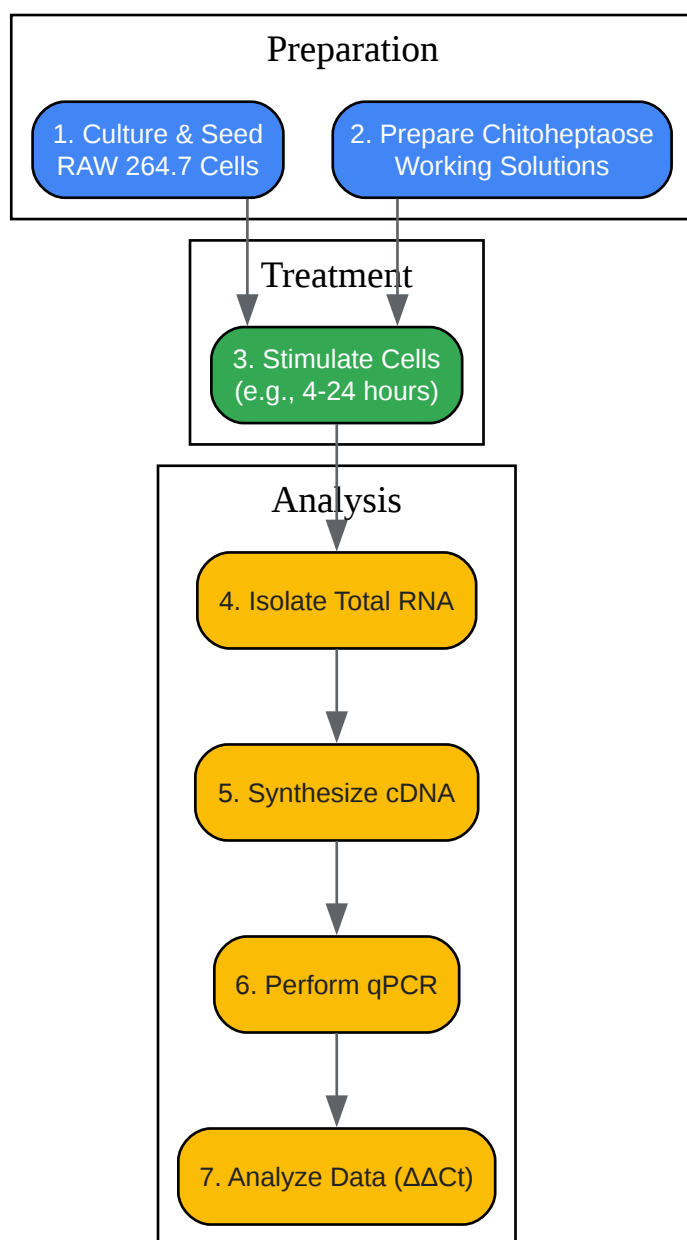 Preparation
1. Culture & Seed
RAW 264.7 Cells
2. Prepare Chitoheptaose
Working Solutions
Treatment
3. Stimulate Cells
(e.g., 4-24 hours)
Analysis
4. Isolate Total RNA
5. Synthesize cDNA
6. Perform qPCR
7. Analyze Data (ΔΔCt)